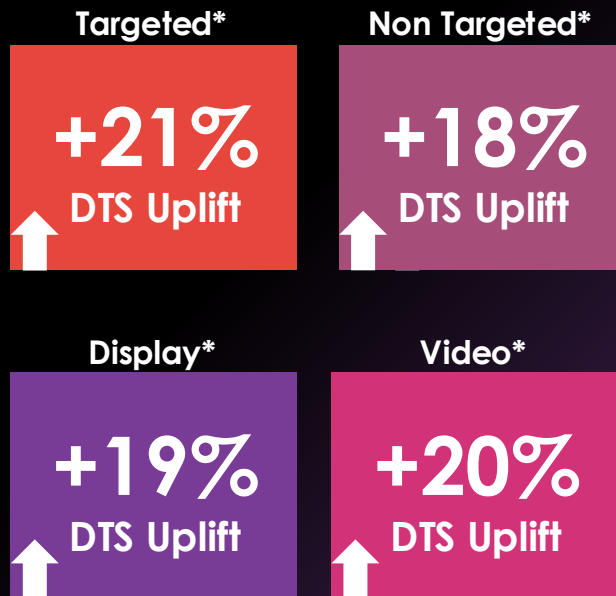 Targeted*
Non Targeted*
+21%
DTS Uplift
+18%
DTS Uplift
Display*
Video*
+19%
DTS Uplift
+20%
DTS Uplift